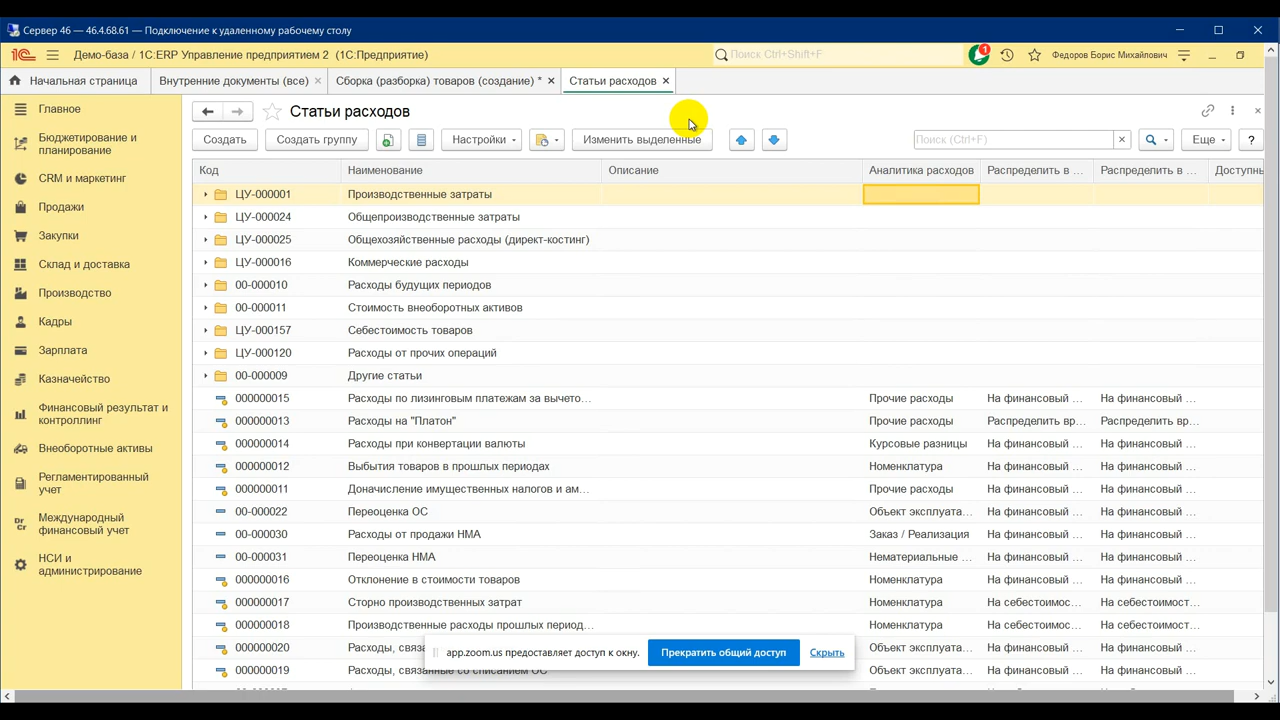 Сервер 46 — 46.4.68.61 — Подключение к удаленному рабочему столу
Демо-база / 1С:ERP Управление предприятием 2 (1С:Предприятие)
Поиск Ctrl+Shift+F
1
Федоров Борис Михайлович
Начальная страница
Внутренние документы (все) ×
Сборка (разборка) товаров (создание) * ×
Статьи расходов ×
Главное
Бюджетирование и
планирование
CRM и маркетинг
Продажи
Закупки
Склад и доставка
Производство
Кадры
Зарплата
Казначейство
Финансовый результат и
контроллинг
Внеоборотные активы
Регламентированный
учет
Международный
финансовый учет
НСИ и
администрирование
Статьи расходов
Создать
Создать группу
Настройки
Изменить выделенные
Поиск (Ctrl+F)
×
Еще
?
Код Наименование Описание Аналитика расходов Распределить в ... Распределить в ... Доступны
ЦУ-000001 Производственные затраты
ЦУ-000024 Общепроизводственные затраты
ЦУ-000025 Общехозяйственные расходы (директ-костинг)
ЦУ-000016 Коммерческие расходы
00-000010 Расходы будущих периодов
00-000011 Стоимость внеоборотных активов
ЦУ-000157 Себестоимость товаров
ЦУ-000120 Расходы от прочих операций
00-000009 Другие статьи
000000015 Расходы по лизинговым платежам за вычето... Прочие расходы На финансовый ... На финансовый ...
000000013 Расходы на "Платон" Прочие расходы Распределить вр... Распределить вр...
000000014 Расходы при конвертации валюты Курсовые разницы На финансовый ... На финансовый ...
000000012 Выбытия товаров в прошлых периодах Номенклатура На финансовый ... На финансовый ...
000000011 Доначисление имущественных налогов и ам... Прочие расходы На финансовый ... На финансовый ...
00-000022 Переоценка ОС Объект эксплуата... На финансовый ... На финансовый ...
00-000030 Расходы от продажи НМА Заказ / Реализация На финансовый ... На финансовый ...
00-000031 Переоценка НМА Нематериальные ... На финансовый ... На финансовый ...
000000016 Отклонение в стоимости товаров Номенклатура На финансовый ... На финансовый ...
000000017 Сторно производственных затрат Номенклатура На себестоимос... На себестоимост...
000000018 Производственные расходы прошлых период... Номенклатура На финансовый ... На финансовый ...
000000020 Расходы, связа Номенклатура На финансовый ... На финансовый ...
000000019 Расходы, связанные со списанием ОС Номенклатура На финансовый ... На финансовый ...
app.zoom.us предоставляет доступ к окну.
Прекратить общий доступ
Скрыть